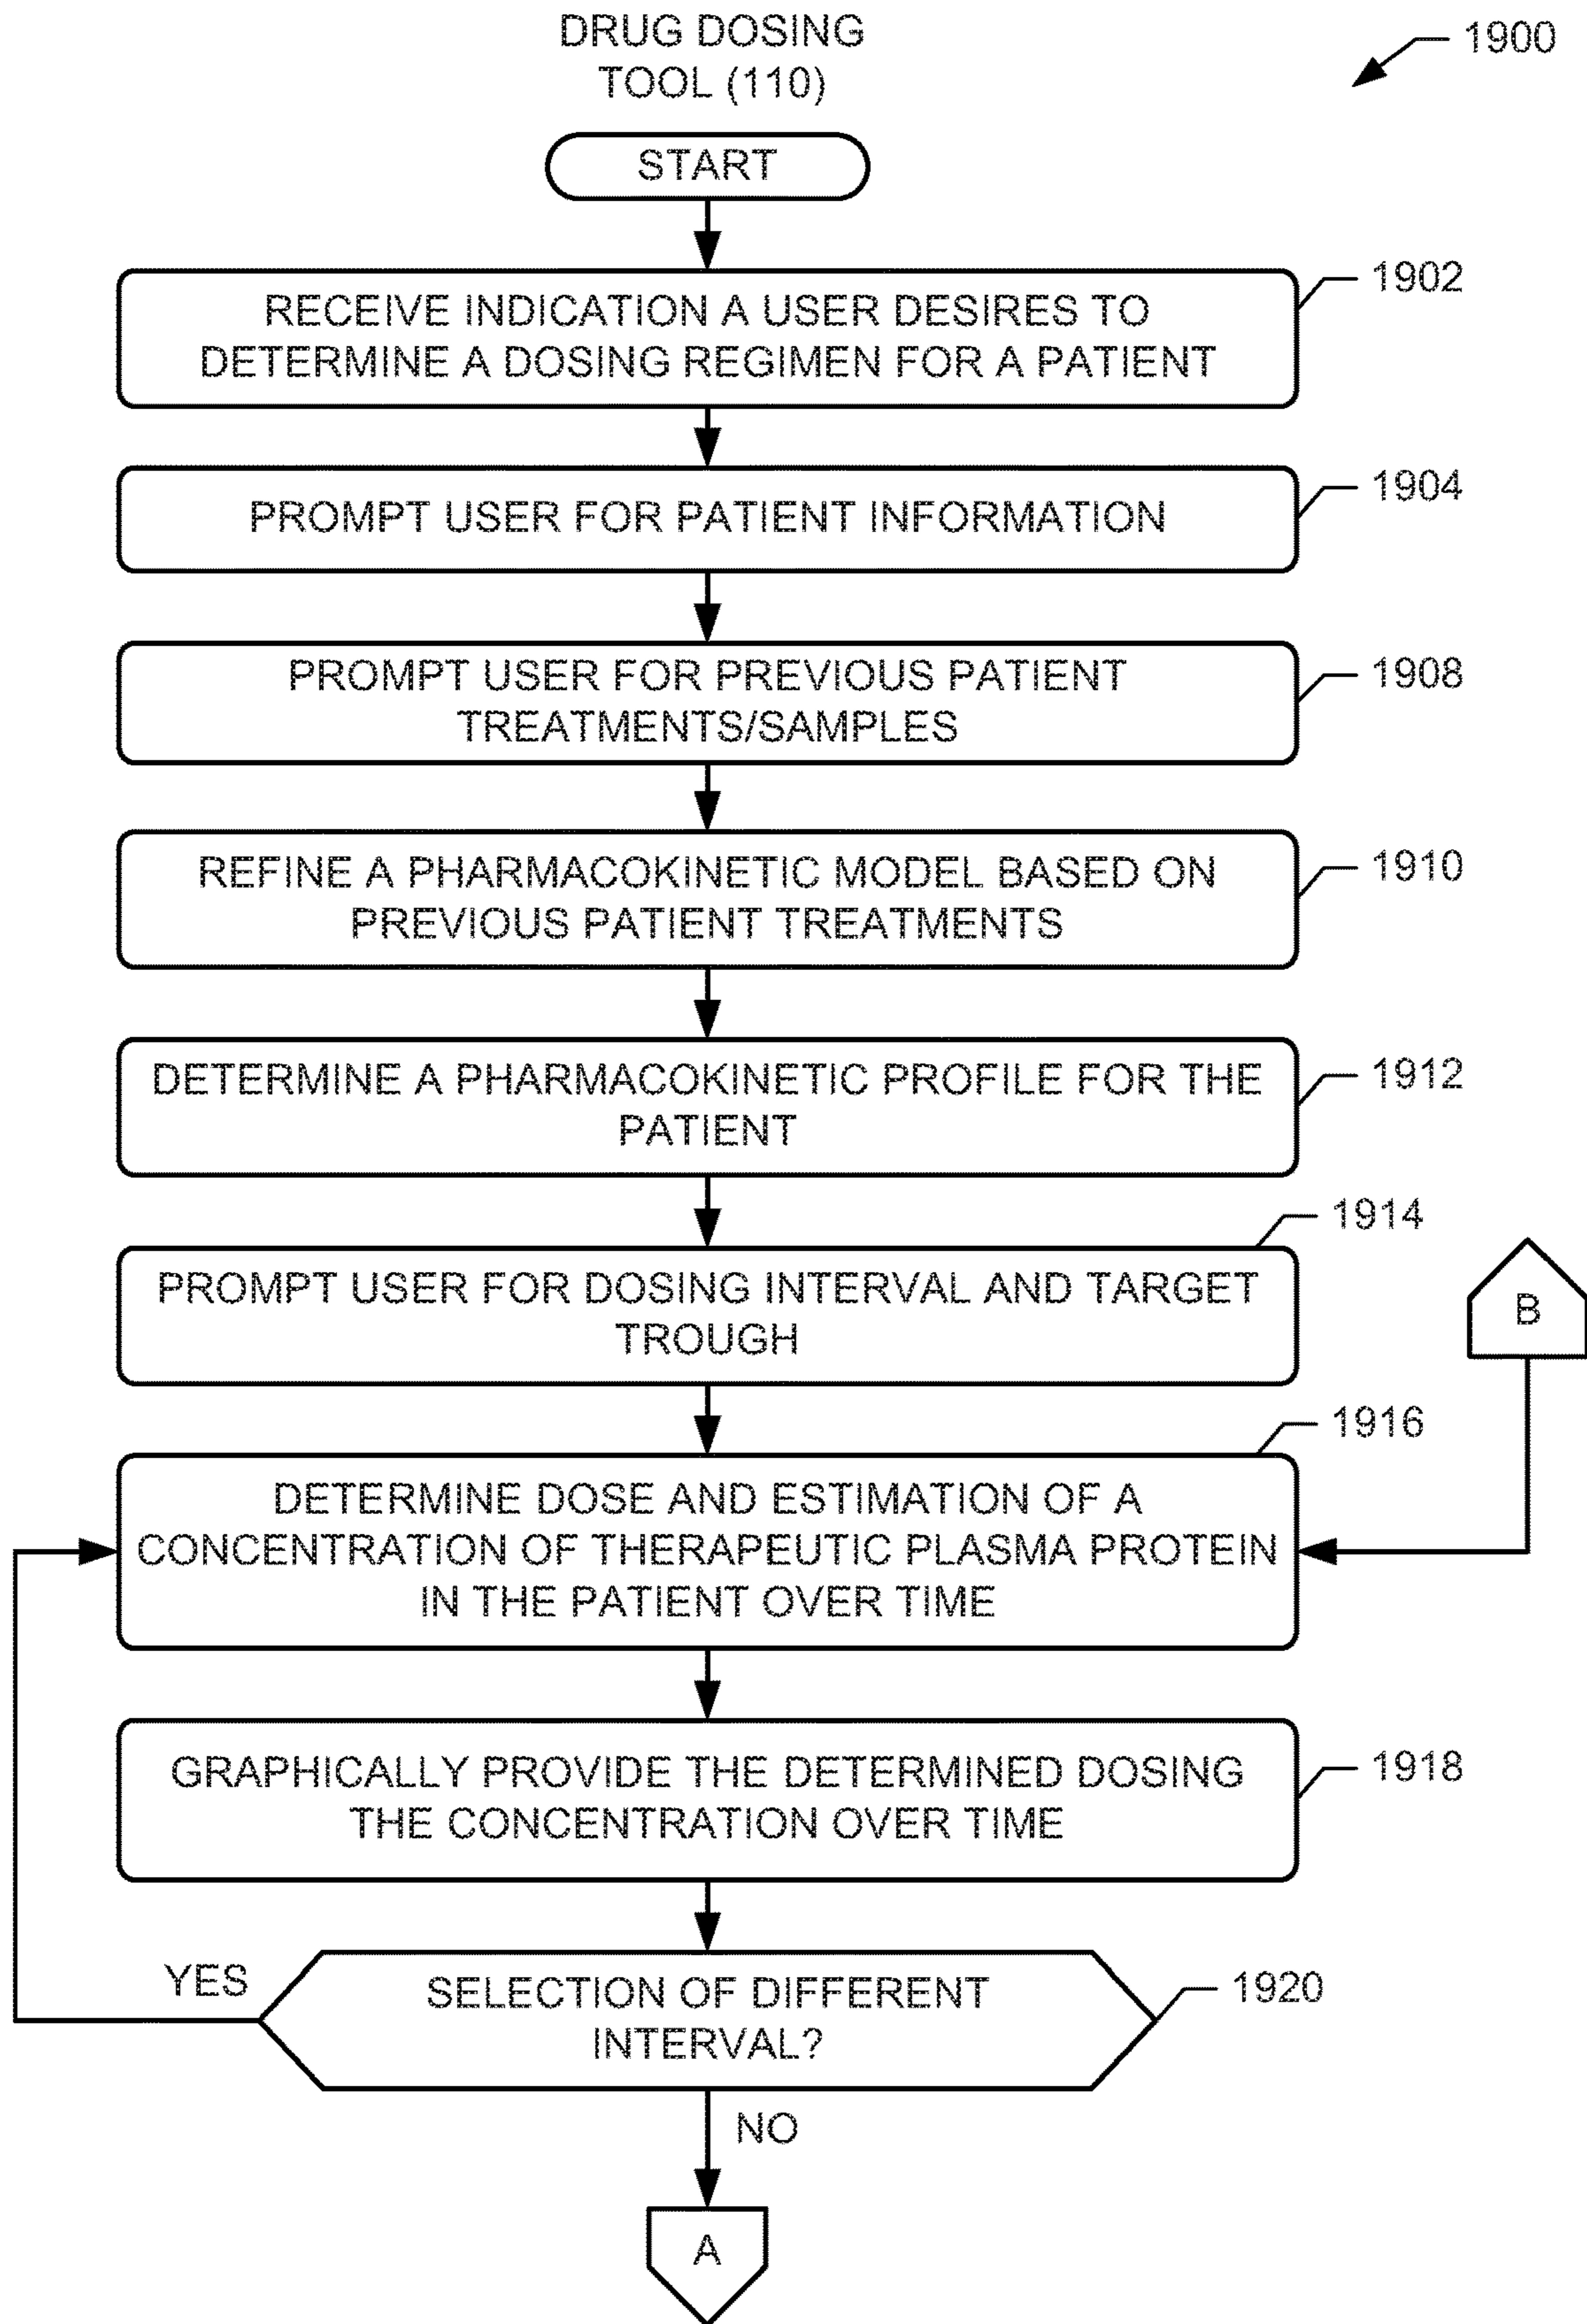 DRUG DOSING
TOOL (110)
1900
START
1902
RECEIVE INDICATION A USER DESIRES TO
DETERMINE A DOSING REGIMEN FOR A PATIENT
1904
PROMPT USER FOR PATIENT INFORMATION
1908
PROMPT USER FOR PREVIOUS PATIENT
TREATMENTS/SAMPLES
1910
REFINE A PHARMACOKINETIC MODEL BASED ON
PREVIOUS PATIENT TREATMENTS
1912
DETERMINE A PHARMACOKINETIC PROFILE FOR THE
PATIENT
1914
PROMPT USER FOR DOSING INTERVAL AND TARGET
TROUGH
B
1916
DETERMINE DOSE AND ESTIMATION OF A
CONCENTRATION OF THERAPEUTIC PLASMA PROTEIN
IN THE PATIENT OVER TIME
1918
GRAPHICALLY PROVIDE THE DETERMINED DOSING
THE CONCENTRATION OVER TIME
YES
1920
SELECTION OF DIFFERENT
INTERVAL?
NO
A